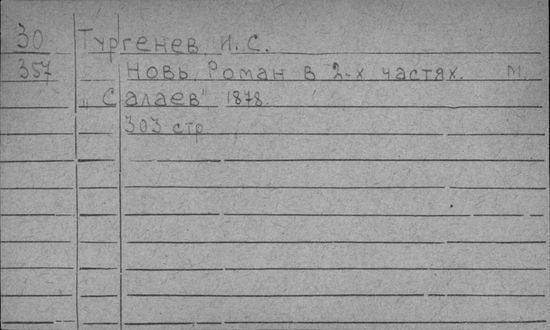 30 Тургенев И. С.
357 Новь. Роман в 2-х частях. М.
„Салаев" 1878.
303 стр